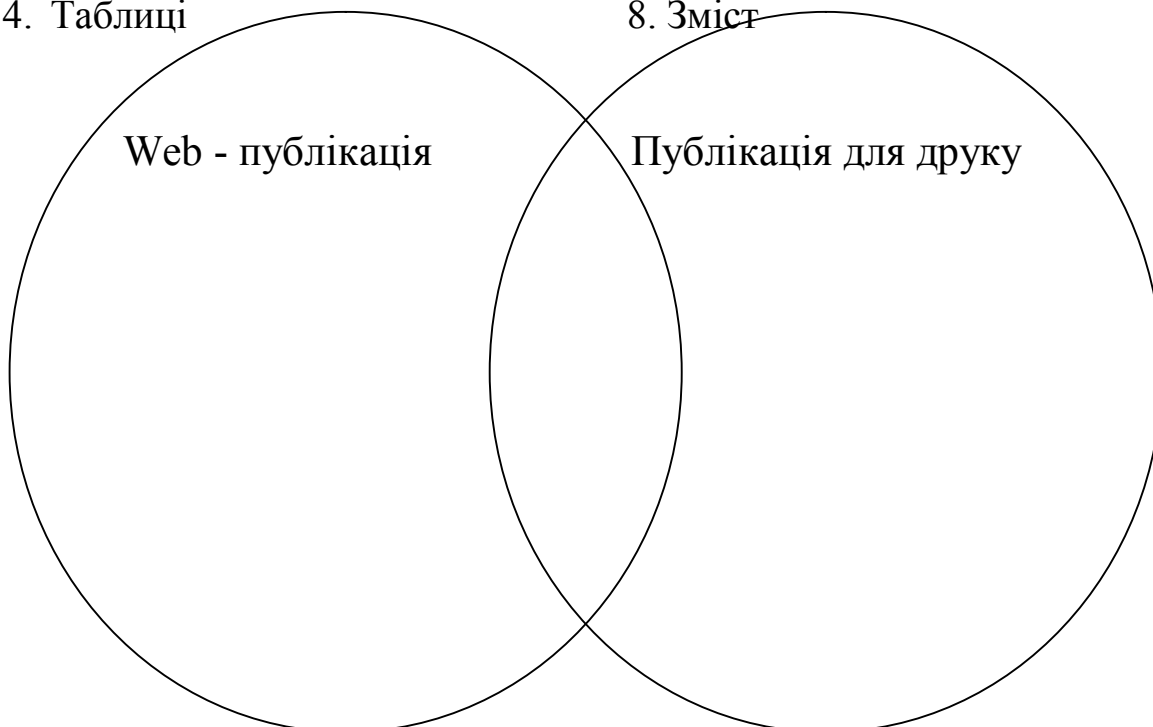 4. Таблиці
8. Зміст
Web - публікація
Публікація для друку